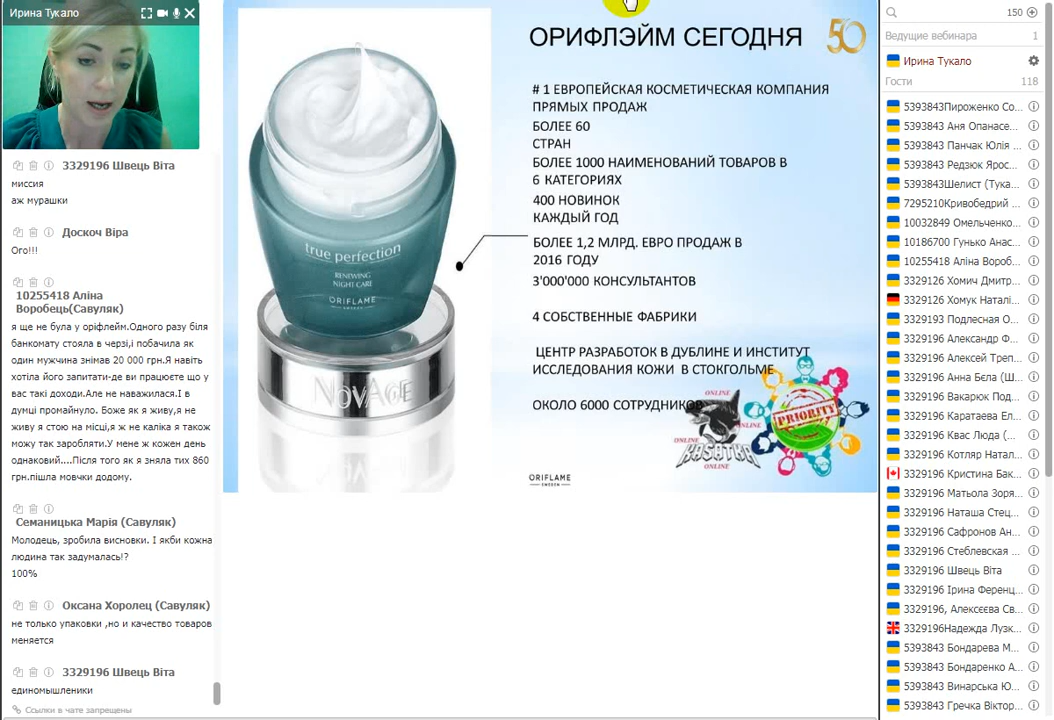 Ирина Тукало
3329196 Швець Віта
миссия
аж мурашки
Доскоч Віра
Ого!!!
10255418 Аліна
Воробець(Савуляк)
я ще не була у оріфлейм.Одного разу біля
банкомату стояла в черзі,і побачила як
один мужчина знімав 20 000 грн.Я навіть
хотіла його запитати-де ви працюєте що у
вас такі доходи.Але не наважилася.І в
думці промайнуло. Боже як я живу,я не
живу я стою на місці,я ж не каліка я також
можу так заробляти.У мене ж кожен день
однаковий....Після того як я зняла тих 860
грн.пішла мовчки додому.
Семаницька Марія (Савуляк)
Молодець, зробила висновки. І якби кожна
людина так задумалась!?
100%
Оксана Хоролец (Савуляк)
не только упаковки ,но и качество товаров
меняется
3329196 Швець Віта
единомышленики
Ссылки в чате запрещены
true perfection
RENEWING
NIGHT CARE
ORIFLAME
SWEDEN
NOVAGE
ОРИФЛЭЙМ СЕГОДНЯ
50
# 1 ЕВРОПЕЙСКАЯ КОСМЕТИЧЕСКАЯ КОМПАНИЯ
ПРЯМЫХ ПРОДАЖ
БОЛЕЕ 60
СТРАН
БОЛЕЕ 1000 НАИМЕНОВАНИЙ ТОВАРОВ В
6 КАТЕГОРИЯХ
400 НОВИНОК
КАЖДЫЙ ГОД
БОЛЕЕ 1,2 МЛРД. ЕВРО ПРОДАЖ В
2016 ГОДУ
3'000'000 КОНСУЛЬТАНТОВ
4 СОБСТВЕННЫЕ ФАБРИКИ
ЦЕНТР РАЗРАБОТОК В ДУБЛИНЕ И ИНСТИТУТ
ИССЛЕДОВАНИЯ КОЖИ В СТОКГОЛЬМЕ
ОКОЛО 6000 СОТРУДНИКОВ
ONLINE
ONLINE
ONLINE
KASATKA
ONLINE
PRIORITY
ORIFLAME
SWEDEN
150
Ведущие вебинара 1
Ирина Тукало
Гости 118
5393843Пироженко Со...
5393843 Аня Опанасе...
5393843 Панчак Юлія ...
5393843 Редзюк Ярос...
5393843Шелист (Тука...
7295210Кривобедрий ...
10032849 Омельченко...
10186700 Гунько Анас...
10255418 Аліна Вороб...
3329126 Хомич Дмитр...
3329126 Хомук Наталі...
3329193 Подлесная О...
3329196 Александр Ф...
3329196 Алексей Треп...
3329196 Анна Бєла (Ш...
3329196 Вакарюк Под...
3329196 Каратаева Ел...
3329196 Квас Люда (...
3329196 Котляр Натал...
3329196 Кристина Бак...
3329196 Матьола Зоря...
3329196 Наташа Стец...
3329196 Сафронов Ан...
3329196 Стеблевская ...
3329196 Швець Віта
3329196 Ірина Ференц...
3329196, Алексєєва Св...
3329196Надежда Лузк...
5393843 Бондарева М...
5393843 Бондаренко А...
5393843 Винарська Ю...
5393843 Гречка Віктор...